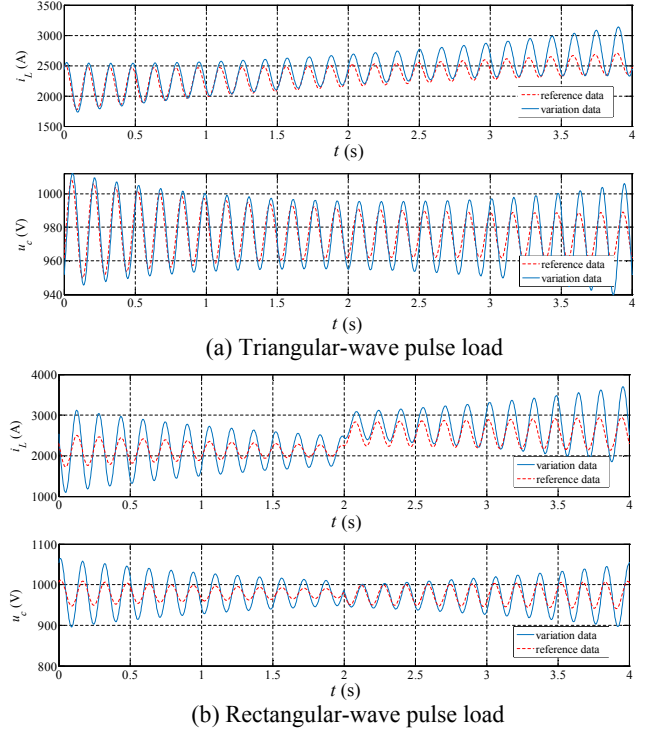 3500
3000
2500
2000
1500
i_L (A)
0 0.5 1 1.5 2 2.5 3 3.5 4
reference data
variation data
t (s)
1000
980
960
940
u_c (V)
0 0.5 1 1.5 2 2.5 3 3.5 4
reference data
variation data
t (s)
(a) Triangular-wave pulse load
4000
3000
2000
1000
i_L (A)
0 0.5 1 1.5 2 2.5 3 3.5 4
variation data
reference data
t (s)
1100
1000
900
800
u_c (V)
0 0.5 1 1.5 2 2.5 3 3.5 4
variation data
reference data
t (s)
(b) Rectangular-wave pulse load